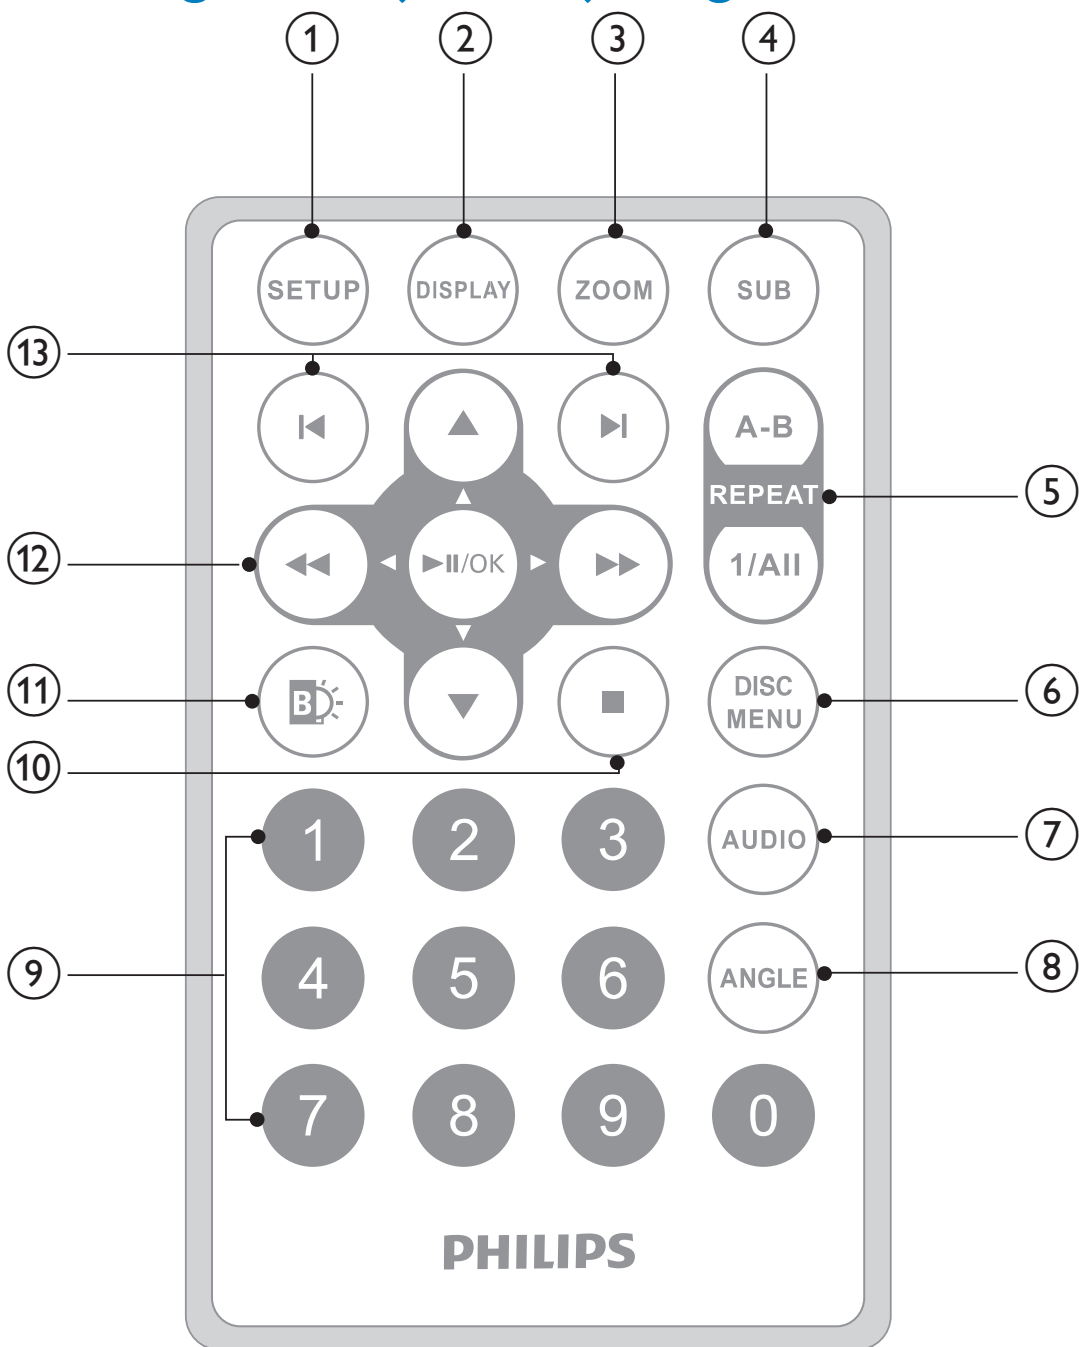 1 2 3 4
SETUP DISPLAY ZOOM SUB
13
A-B
REPEAT 5
12 /OK 1/All
11 B DISC MENU 6
10
1 2 3 AUDIO 7
9 4 5 6 ANGLE 8
7 8 9 0
PHILIPS